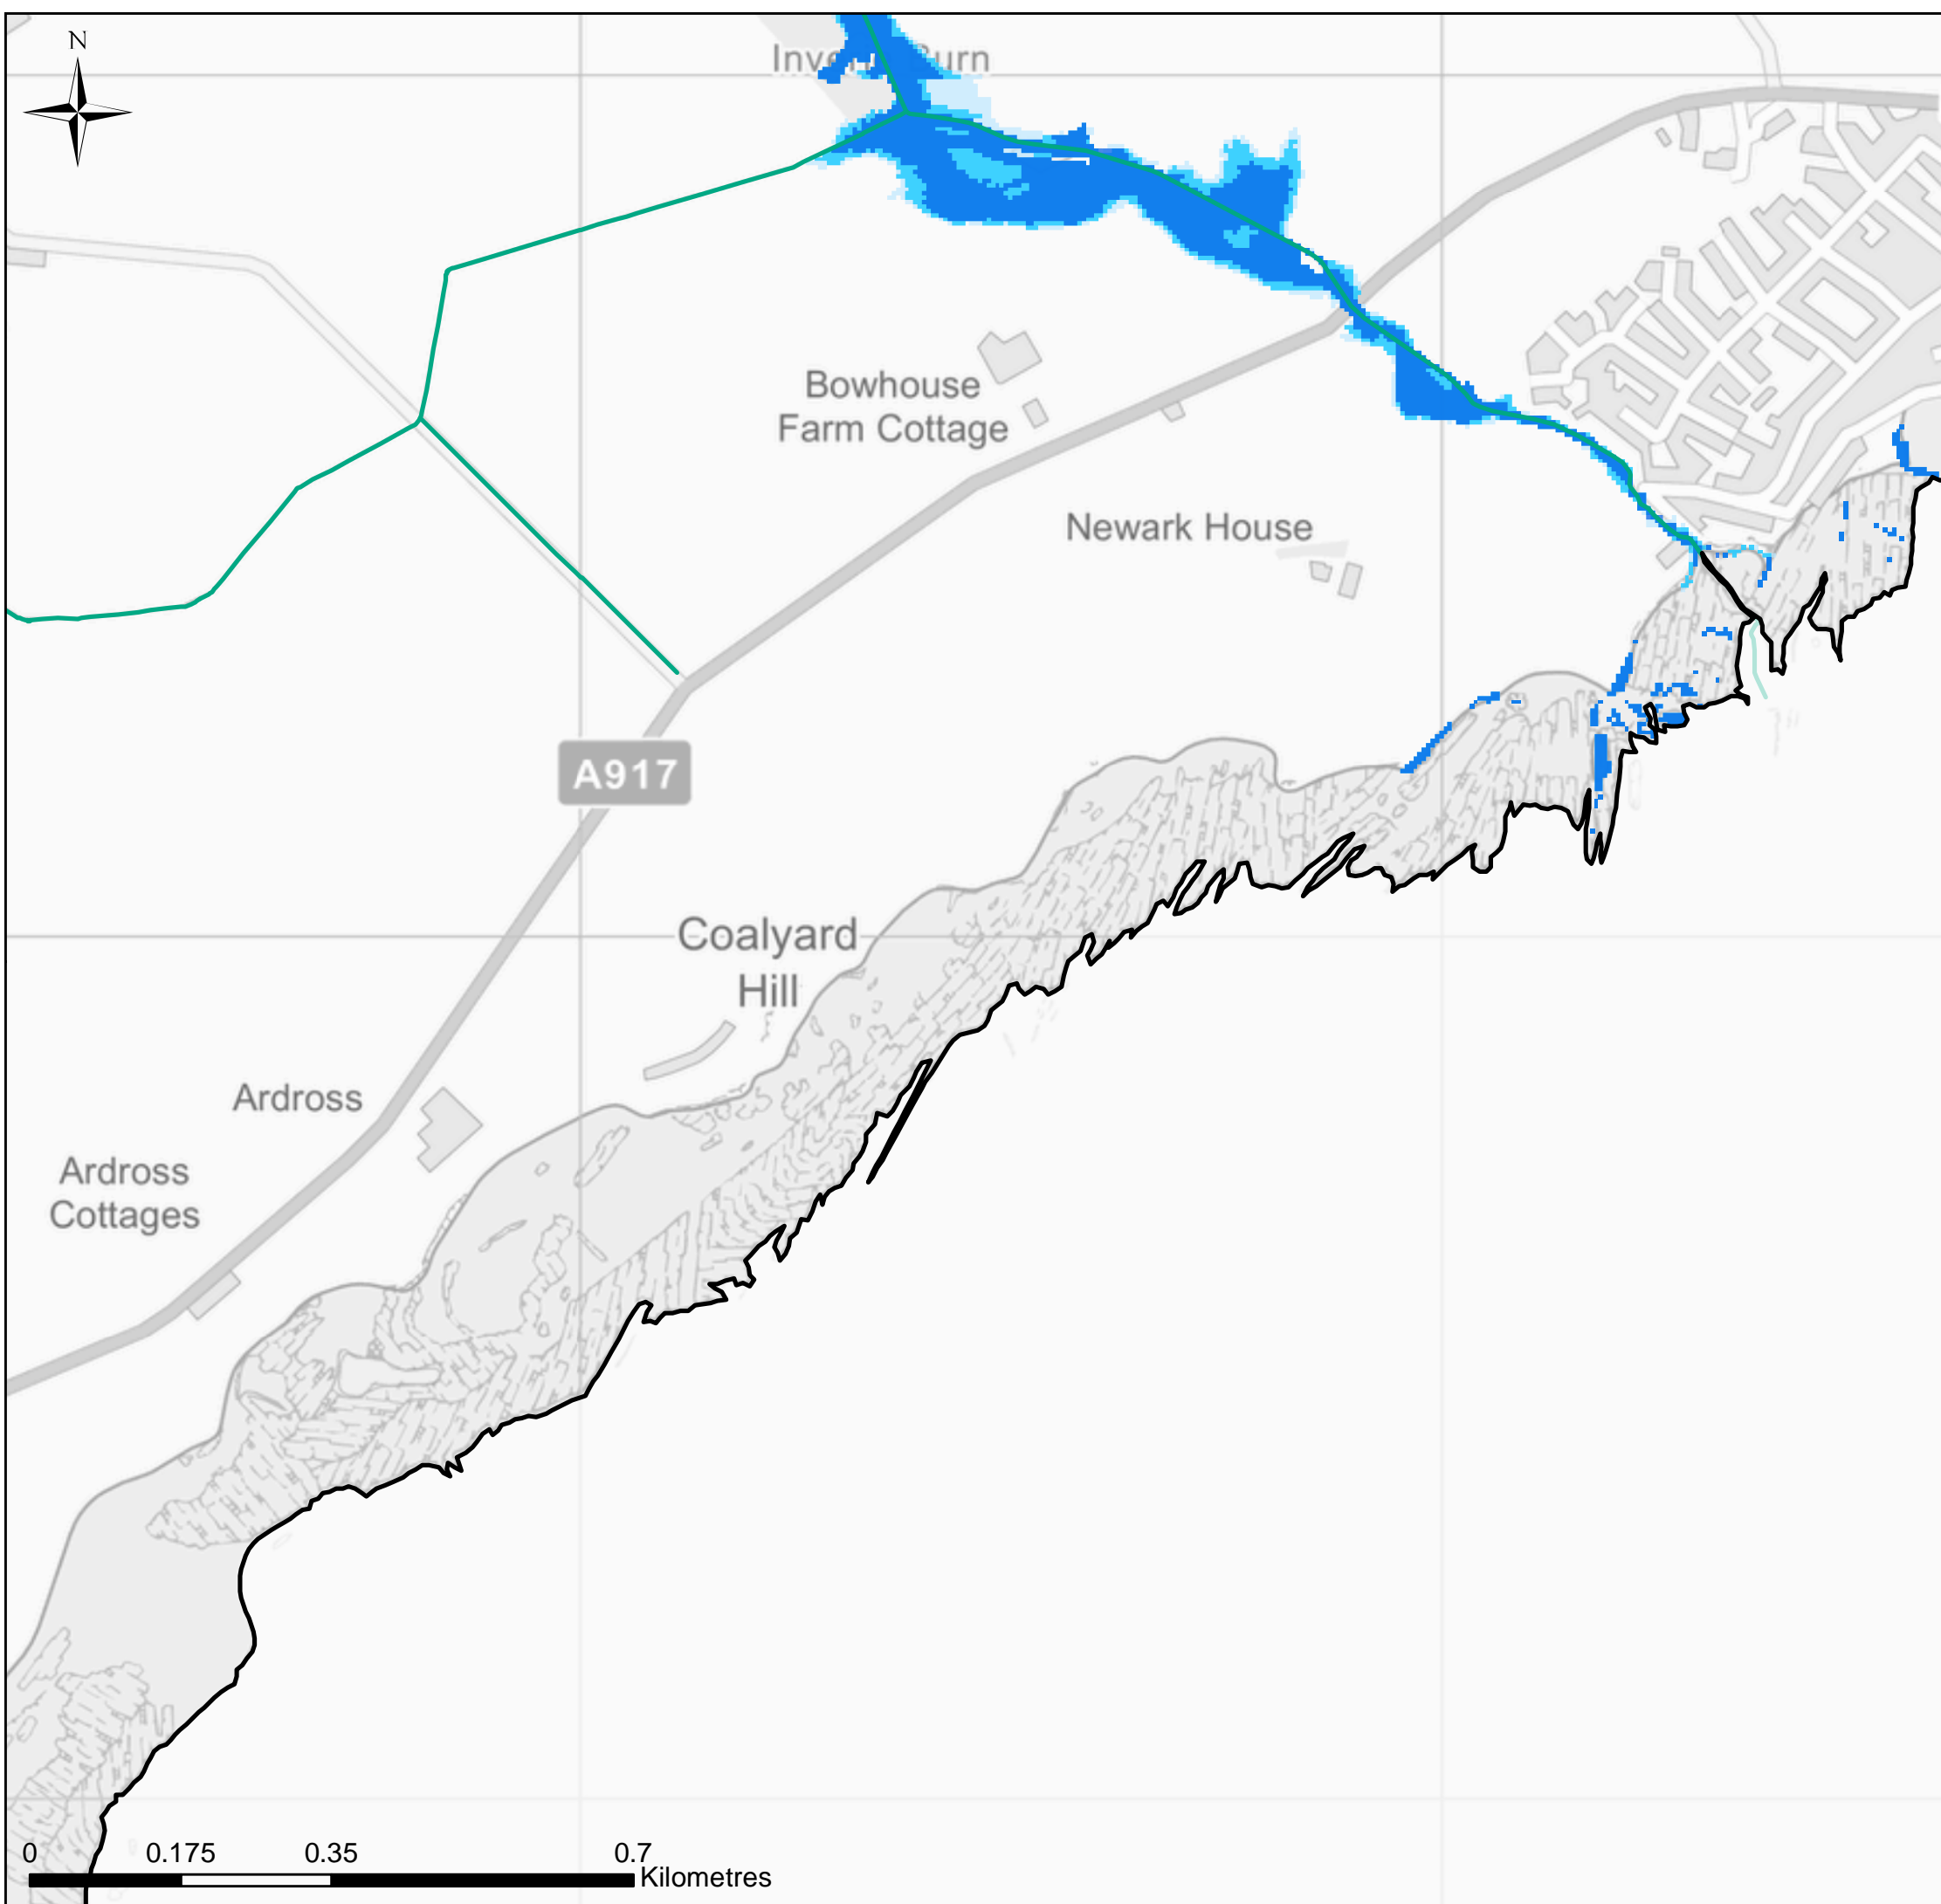 N
Burn
Bowhouse
Farm Cottage
Newark House
A917
Coalyard
Hill
Ardross
Ardross
Cottages
0 0.175 0.35 0.7
Kilometres